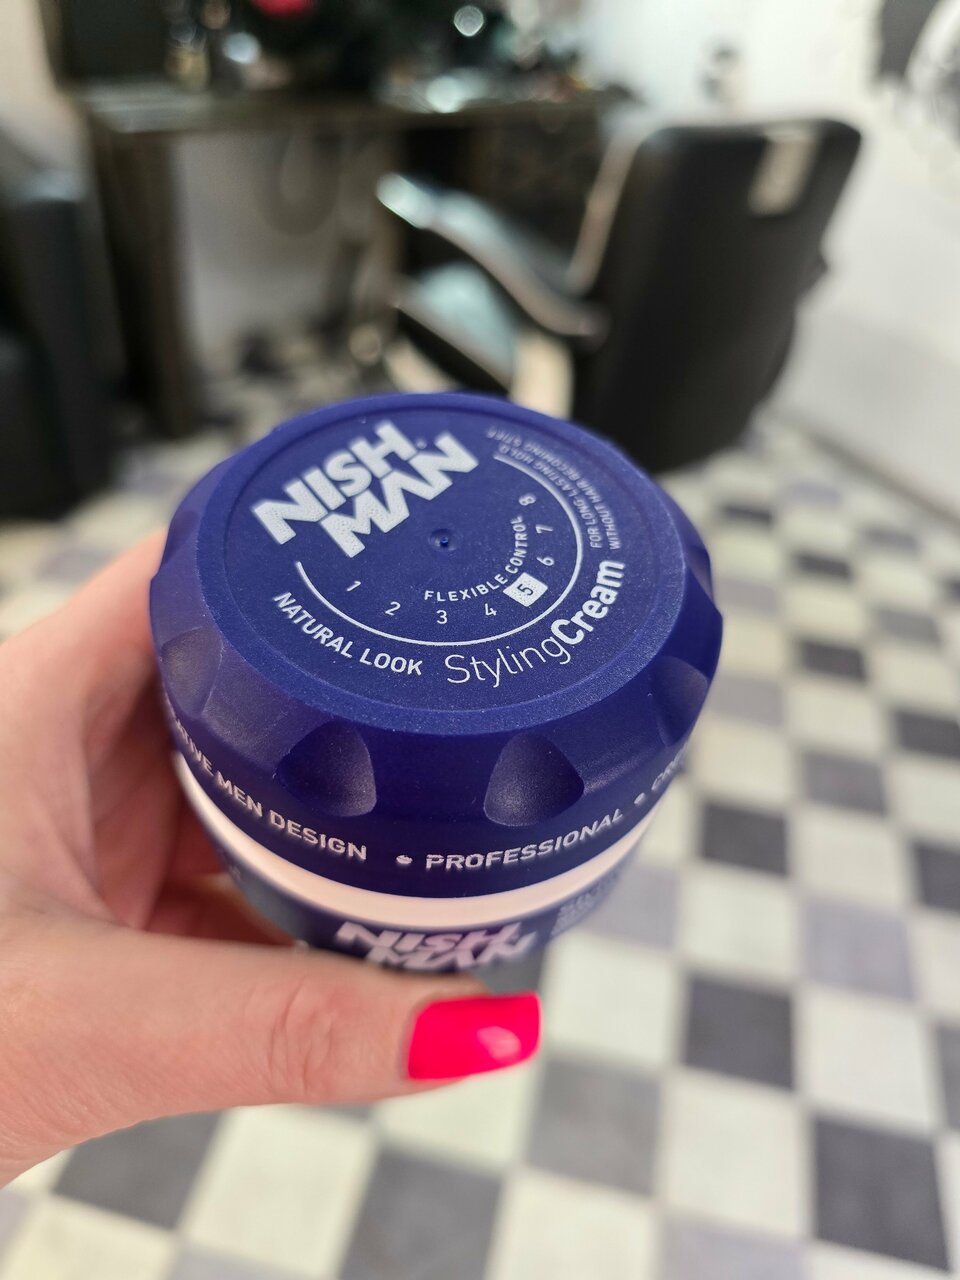 NISH
MAN
FOR LONG-LASTING HOLD
WITHOUT HAIR BECOMING STIFF
FLEXIBLE CONTROL
1 2 3 4 5 6 7 8
NATURAL LOOK
StylingCream
MEN DESIGN • PROFESSIONAL •
NISH
MAN